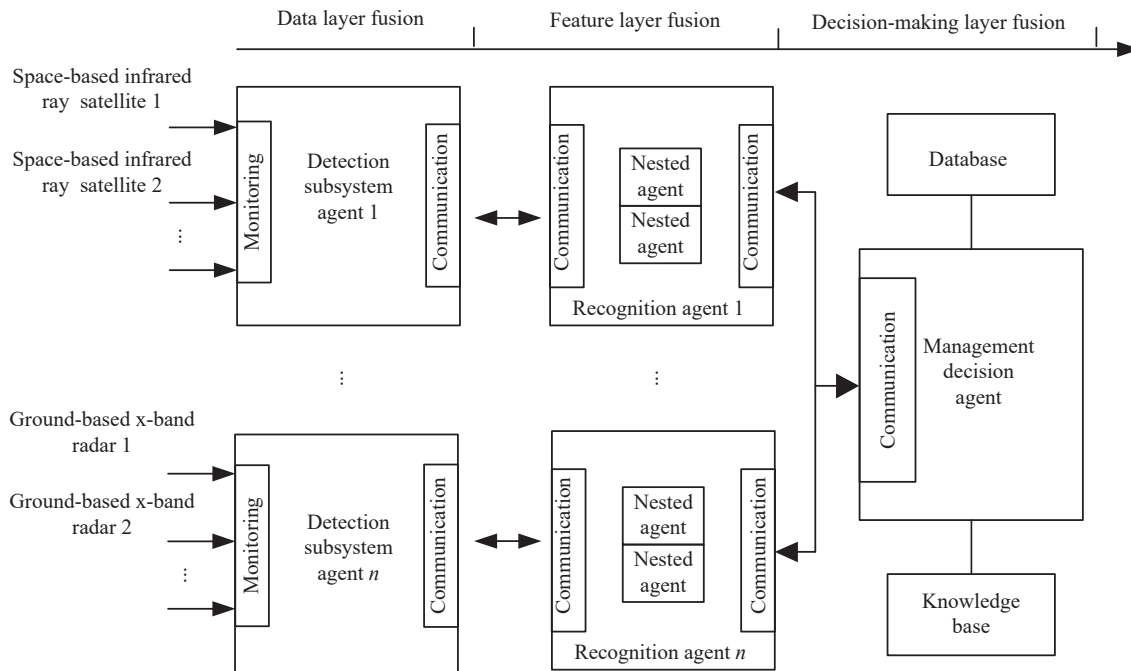 Data layer fusion
Feature layer fusion
Decision-making layer fusion
Space-based infrared
ray satellite 1
Space-based infrared
ray satellite 2
...
Monitoring
Detection
subsystem
agent 1
Communication
Communication
Nested
agent
Nested
agent
Communication
Recognition agent 1
Database
Communication
Management
decision
agent
Knowledge
base
...
...
Ground-based x-band
radar 1
Ground-based x-band
radar 2
...
Monitoring
Detection
subsystem
agent n
Communication
Communication
Nested
agent
Nested
agent
Communication
Recognition agent n